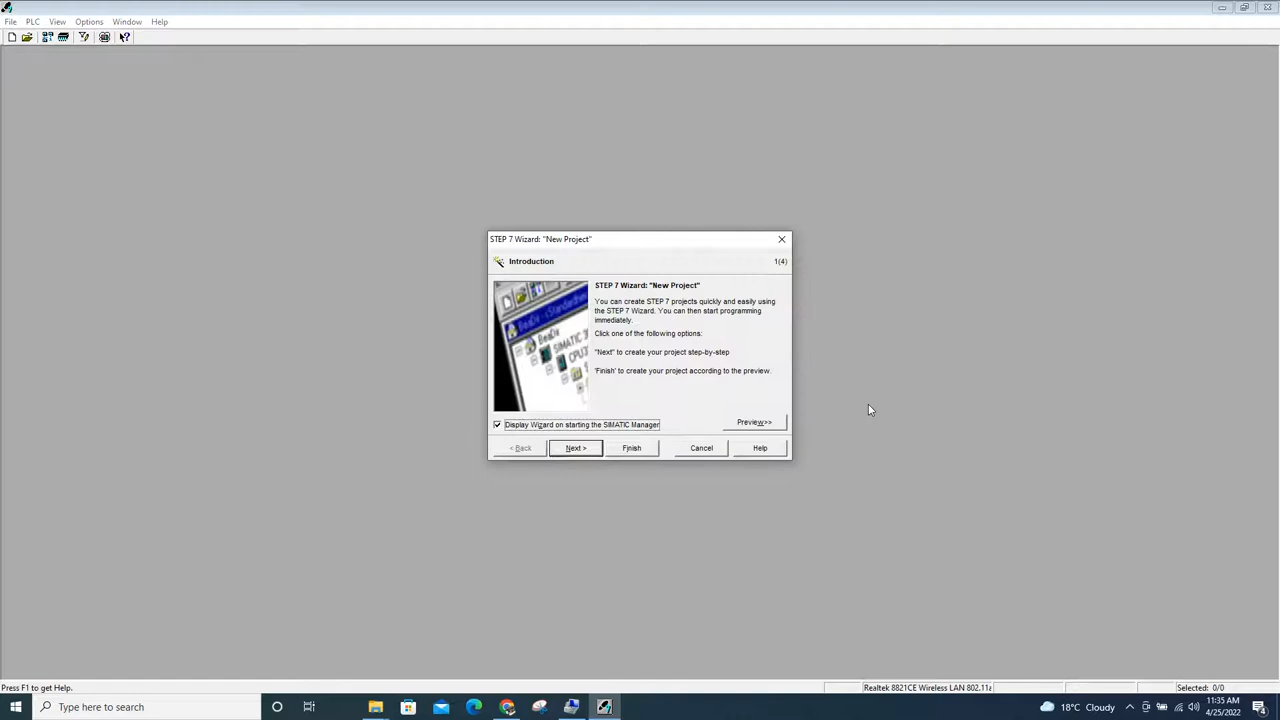 File PLC View Options Window Help
STEP 7 Wizard: "New Project"
Introduction 1(4)
STEP 7 Wizard: "New Project"
You can create STEP 7 projects quickly and easily using
the STEP 7 Wizard. You can then start programming
immediately.
Click one of the following options:
"Next" to create your project step-by-step
'Finish' to create your project according to the preview.
Display Wizard on starting the SIMATIC Manager
Preview>>
< Back Next > Finish Cancel Help
Press F1 to get Help.
Realtek 8821CE Wireless LAN 802.11a
Selected: 0/0
Type here to search
18°C Cloudy
11:35 AM
4/25/2022
4